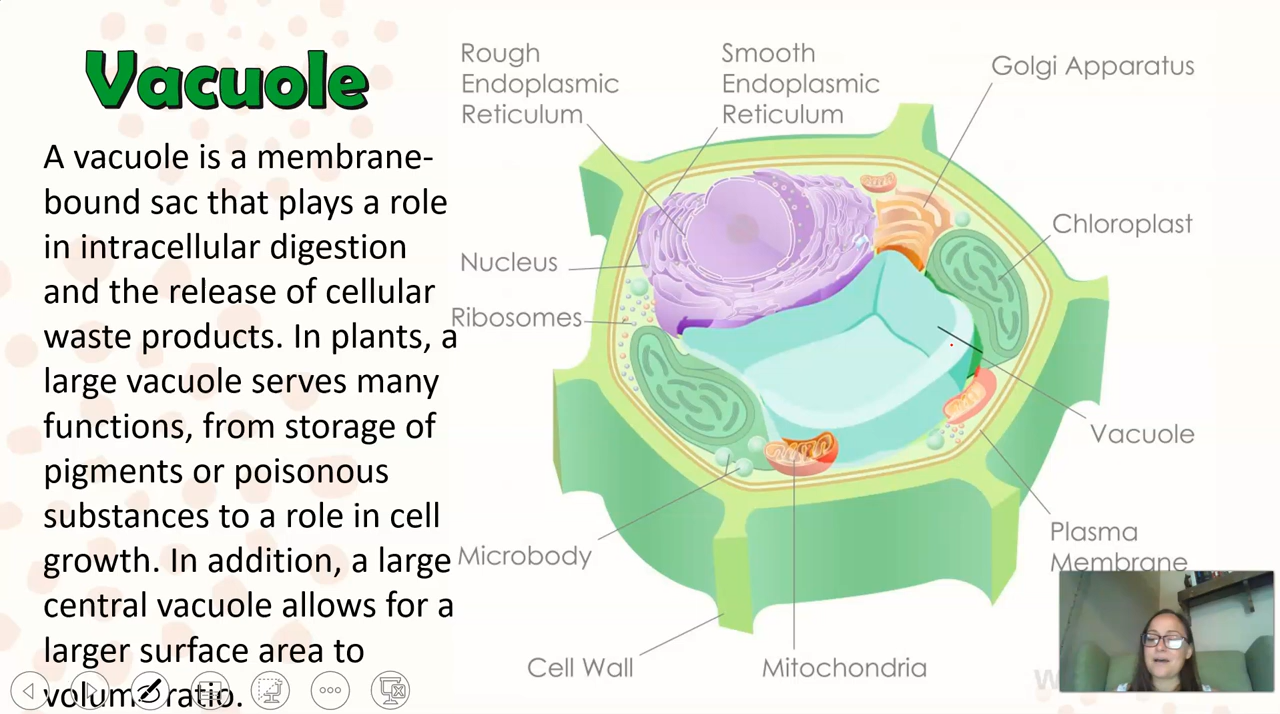 Vacuole
A vacuole is a membrane-
bound sac that plays a role
in intracellular digestion
and the release of cellular
waste products. In plants, a
large vacuole serves many
functions, from storage of
pigments or poisonous
substances to a role in cell
growth. In addition, a large
central vacuole allows for a
larger surface area to
volume ratio.
Rough
Endoplasmic
Reticulum
Smooth
Endoplasmic
Reticulum
Golgi Apparatus
Chloroplast
Nucleus
Ribosomes
Vacuole
Plasma
Membrane
Microbody
Cell Wall
Mitochondria